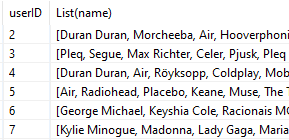 userID List(name)
2 [Duran Duran, Morcheeba, Air, Hooverphoni
3 [Pleq, Segue, Max Richter, Celer, Pjusk, Pleq
4 [Duran Duran, Air, Röyksopp, Coldplay, Mob
5 [Air, Radiohead, Placebo, Keane, Muse, The T
6 [George Michael, Keyshia Cole, Racionais MC
7 [Kylie Minogue, Madonna, Lady Gaga, Maria